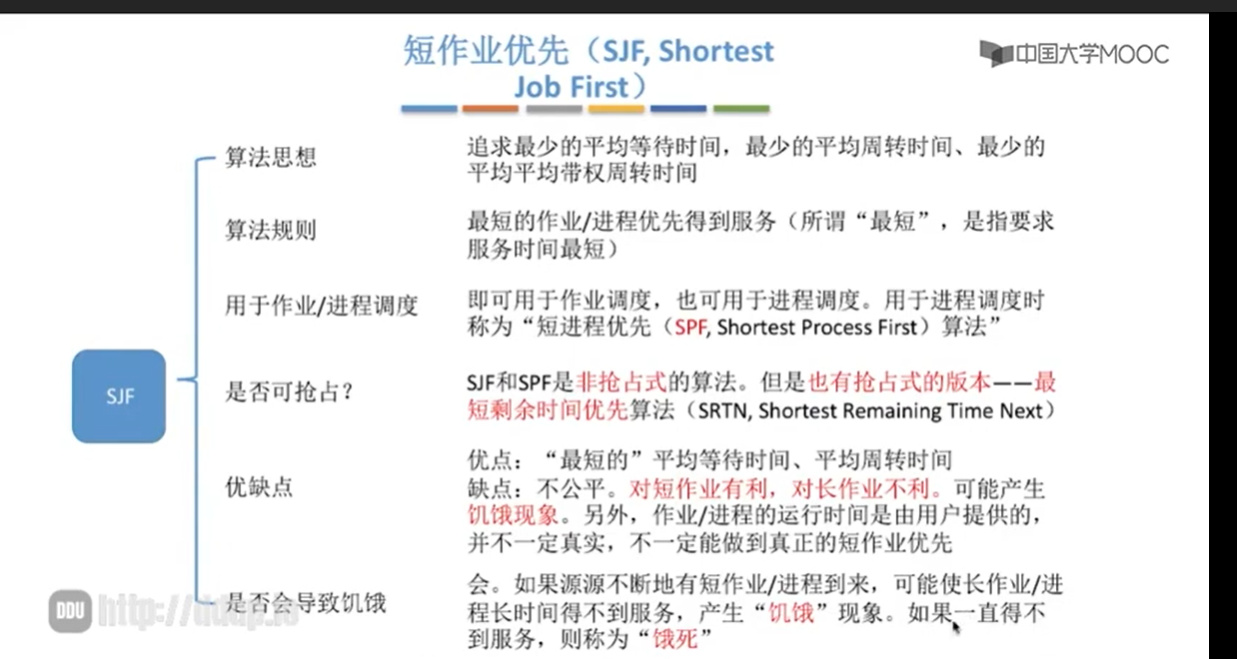 短作业优先（SJF, Shortest
Job First）
中国大学MOOC
算法思想
追求最少的平均等待时间，最少的平均周转时间、最少的
平均平均带权周转时间
算法规则
最短的作业/进程优先得到服务（所谓“最短”，是指要求
服务时间最短）
用于作业/进程调度
即可用于作业调度，也可用于进程调度。用于进程调度时
称为“短进程优先（SPF, Shortest Process First）算法”
SJF
是否可抢占？
SJF和SPF是非抢占式的算法。但是也有抢占式的版本——最
短剩余时间优先算法（SRTN, Shortest Remaining Time Next）
优缺点
优点：“最短的”平均等待时间、平均周转时间
缺点：不公平。对短作业有利，对长作业不利。可能产生
饥饿现象。另外，作业/进程的运行时间是由用户提供的，
并不一定真实，不一定能做到真正的短作业优先
是否会导致饥饿
会。如果源源不断地有短作业/进程到来，可能使长作业/进
程长时间得不到服务，产生“饥饿”现象。如果一直得不
到服务，则称为“饿死”
DDU